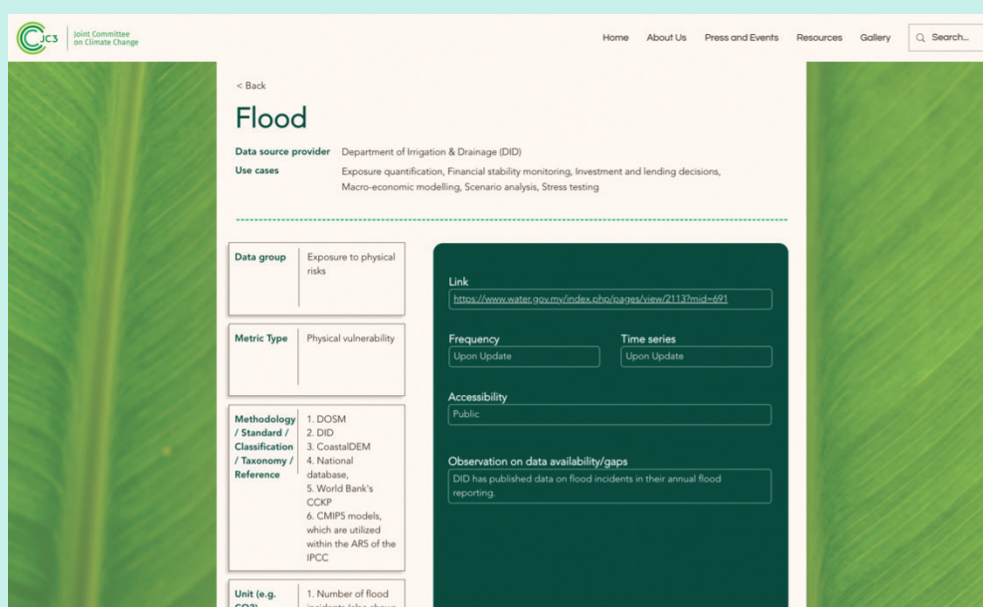 JC3
Joint Committee
on Climate Change
Home About Us Press and Events Resources Gallery Search...
< Back
Flood
Data source provider Department of Irrigation & Drainage (DID)
Use cases Exposure quantification, Financial stability monitoring, Investment and lending decisions,
Macro-economic modelling, Scenario analysis, Stress testing
Data group Exposure to physical
risks
Metric Type Physical vulnerability
Methodology
/ Standard /
Classification
/ Taxonomy /
Reference
1. DOSM
2. DID
3. CoastalDEM
4. National
database,
5. World Bank's
CCKP
6. CMIP5 models,
which are utilized
within the AR5 of the
IPCC
Unit (e.g.
CO2)
1. Number of flood
incidents (also shown
Link
https://www.water.gov.my/index.php/pages/view/2113?mid=691
Frequency Time series
Upon Update Upon Update
Accessibility
Public
Observation on data availability/gaps
DID has published data on flood incidents in their annual flood
reporting.